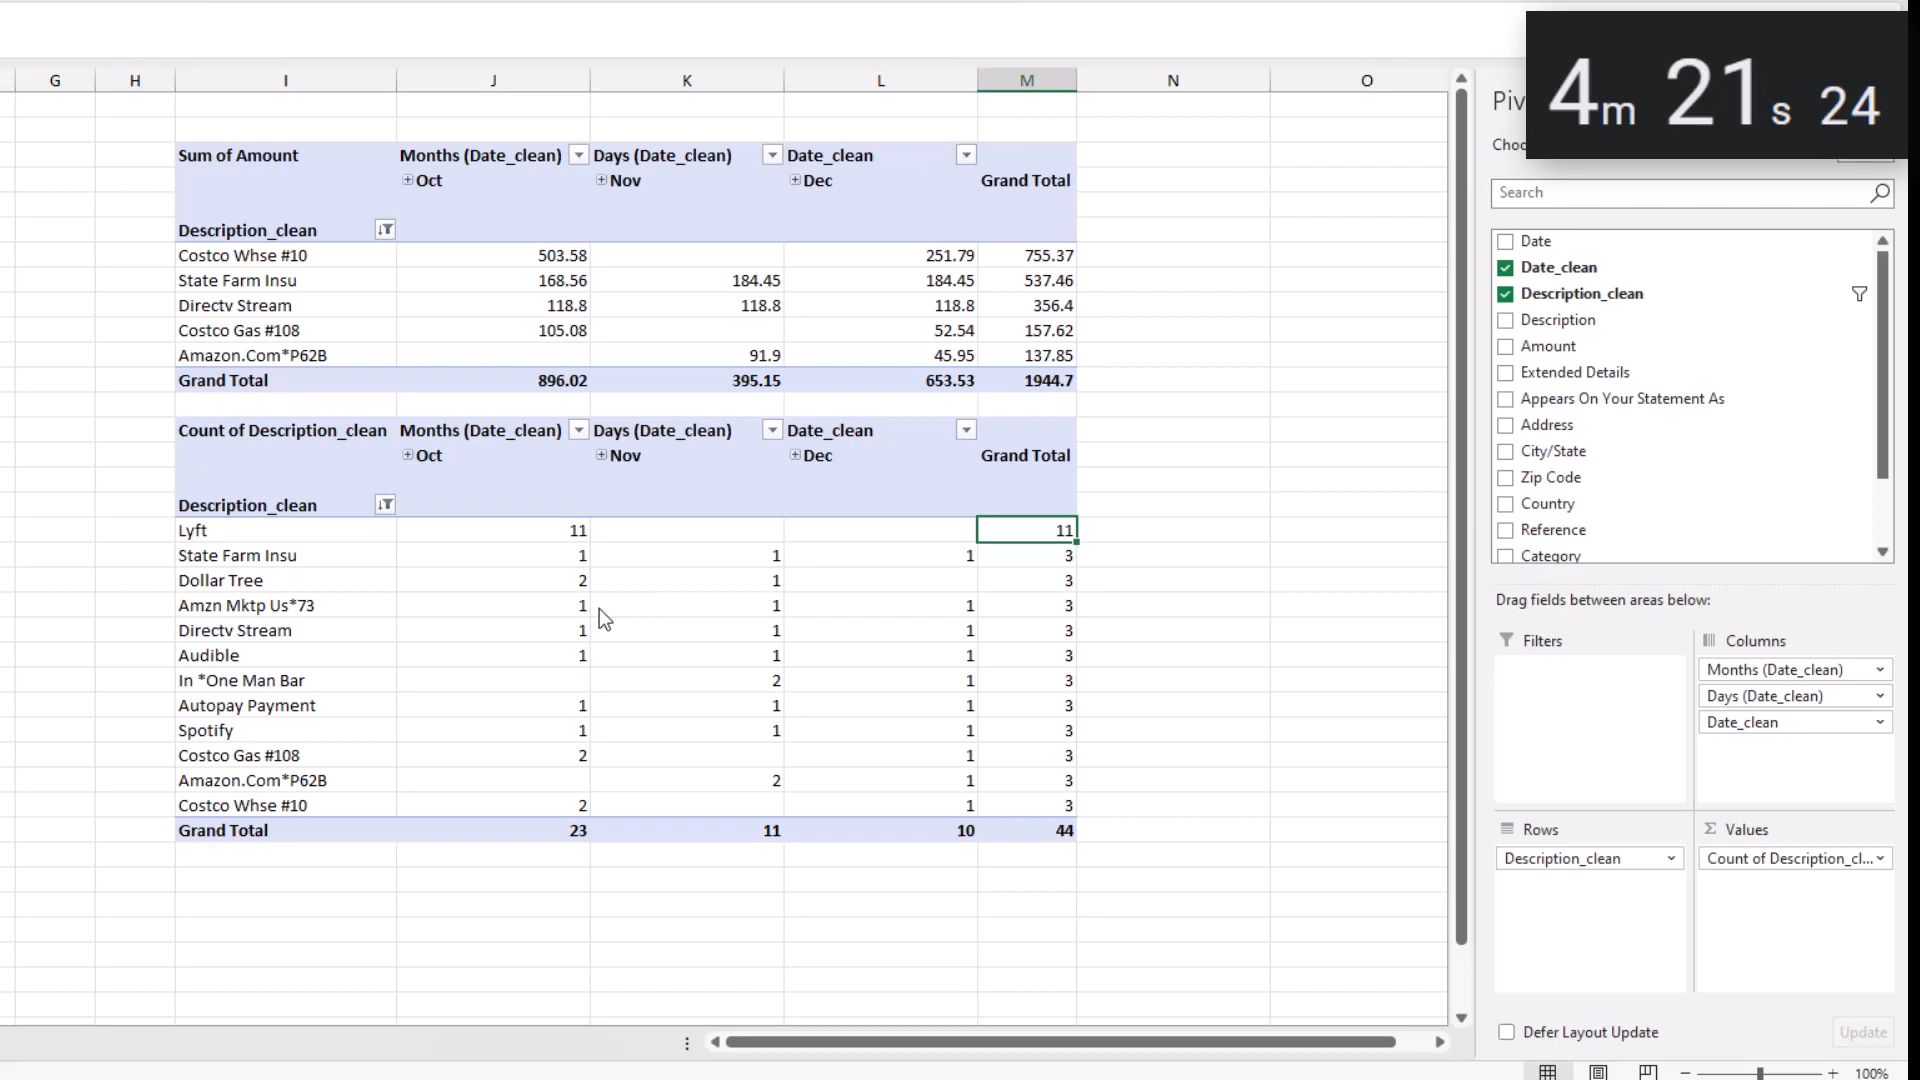 4m 21s 24
G H I J K L M N O
Piv
Choo
Search
Sum of Amount Months (Date_clean) Days (Date_clean) Date_clean
Oct Nov Dec Grand Total
Description_clean
Costco Whse #10 503.58 251.79 755.37
State Farm Insu 168.56 184.45 184.45 537.46
Directv Stream 118.8 118.8 118.8 356.4
Costco Gas #108 105.08 52.54 157.62
Amazon.Com*P62B 91.9 45.95 137.85
Grand Total 896.02 395.15 653.53 1944.7
Count of Description_clean Months (Date_clean) Days (Date_clean) Date_clean
Oct Nov Dec Grand Total
Description_clean
Lyft 11 11
State Farm Insu 1 1 1 3
Dollar Tree 2 1 3
Amzn Mktp Us*73 1 1 1 3
Directv Stream 1 1 1 3
Audible 1 1 1 3
In *One Man Bar 2 1 3
Autopay Payment 1 1 1 3
Spotify 1 1 1 3
Costco Gas #108 2 1 3
Amazon.Com*P62B 2 1 3
Costco Whse #10 2 1 3
Grand Total 23 11 10 44
Date
Date_clean
Description_clean
Description
Amount
Extended Details
Appears On Your Statement As
Address
City/State
Zip Code
Country
Reference
Category
Drag fields between areas below:
Filters
Columns
Months (Date_clean)
Days (Date_clean)
Date_clean
Rows
Description_clean
Σ Values
Count of Description_cl...
Defer Layout Update
Update
100%